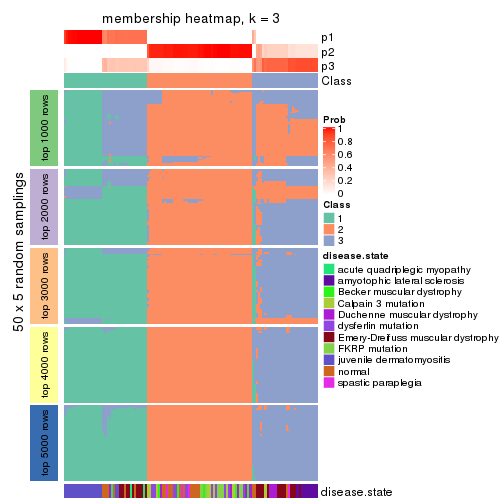 membership heatmap, k = 3
p1
p2
p3
Class
50 x 5 random samplings
top 1000 rows
top 2000 rows
top 3000 rows
top 4000 rows
top 5000 rows
disease.state
Prob
1
0.8
0.6
0.4
0.2
0
Class
1
2
3
disease.state
acute quadriplegic myopathy
amyotophic lateral sclerosis
Becker muscular dystrophy
Calpain 3 mutation
Duchenne muscular dystrophy
dysferlin mutation
Emery-Dreifuss muscular dystrophy
FKRP mutation
juvenile dermatomyositis
normal
spastic paraplegia